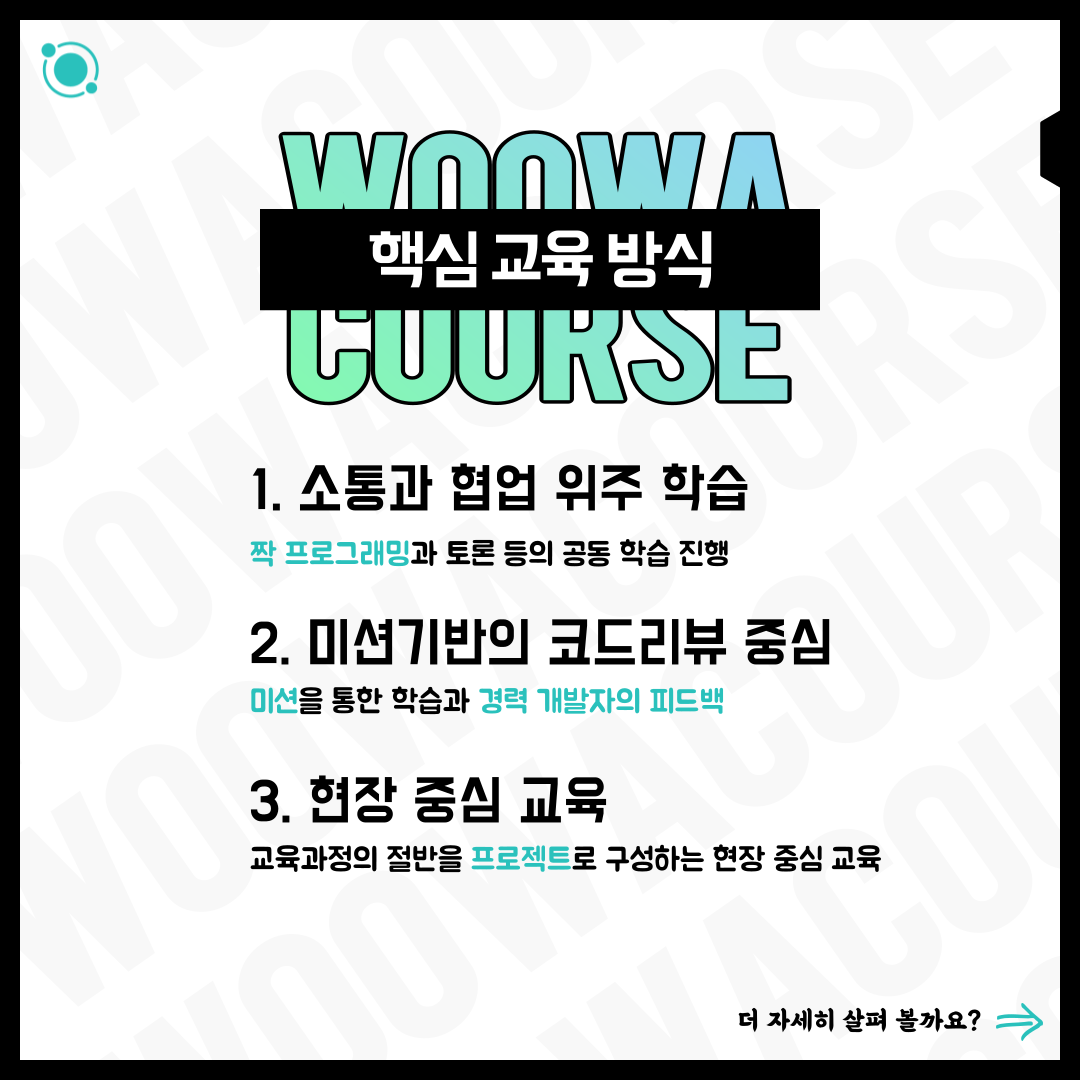 WOOWA
핵심 교육 방식
COURSE
1. 소통과 협업 위주 학습
짝 프로그래밍과 토론 등의 공동 학습 진행
2. 미션기반의 코드리뷰 중심
미션을 통한 학습과 경력 개발자의 피드백
3. 현장 중심 교육
교육과정의 절반을 프로젝트로 구성하는 현장 중심 교육
더 자세히 살펴 볼까요?